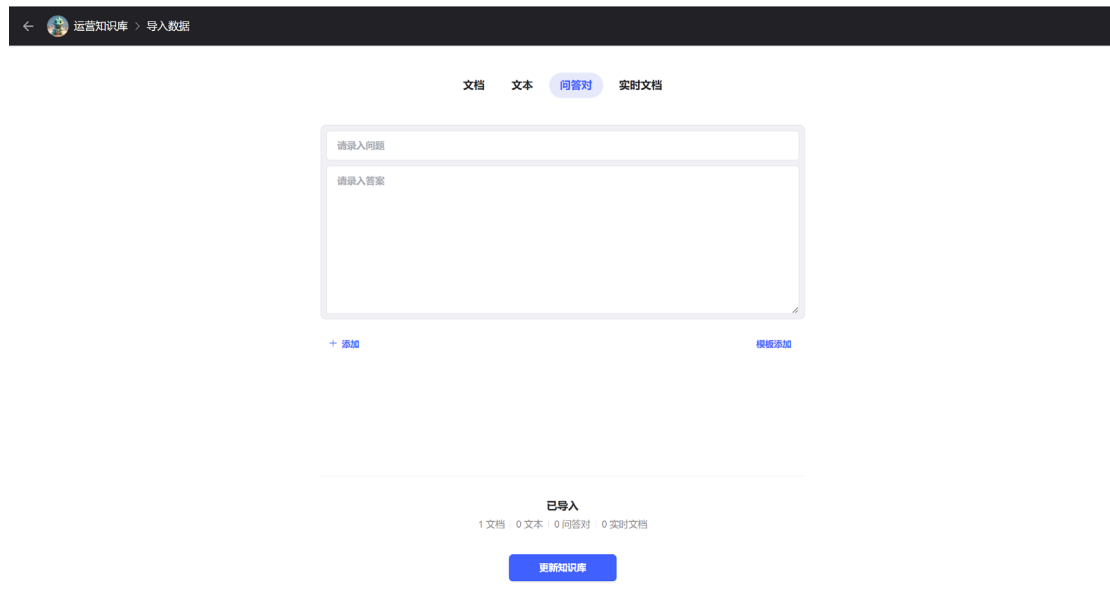 ← 运营知识库 > 导入数据
文档 文本 问答对 实时文档
请录入问题
请录入答案
+ 添加 模板添加
已导入
1 文档 | 0 文本 | 0 问答对 | 0 实时文档
更新知识库